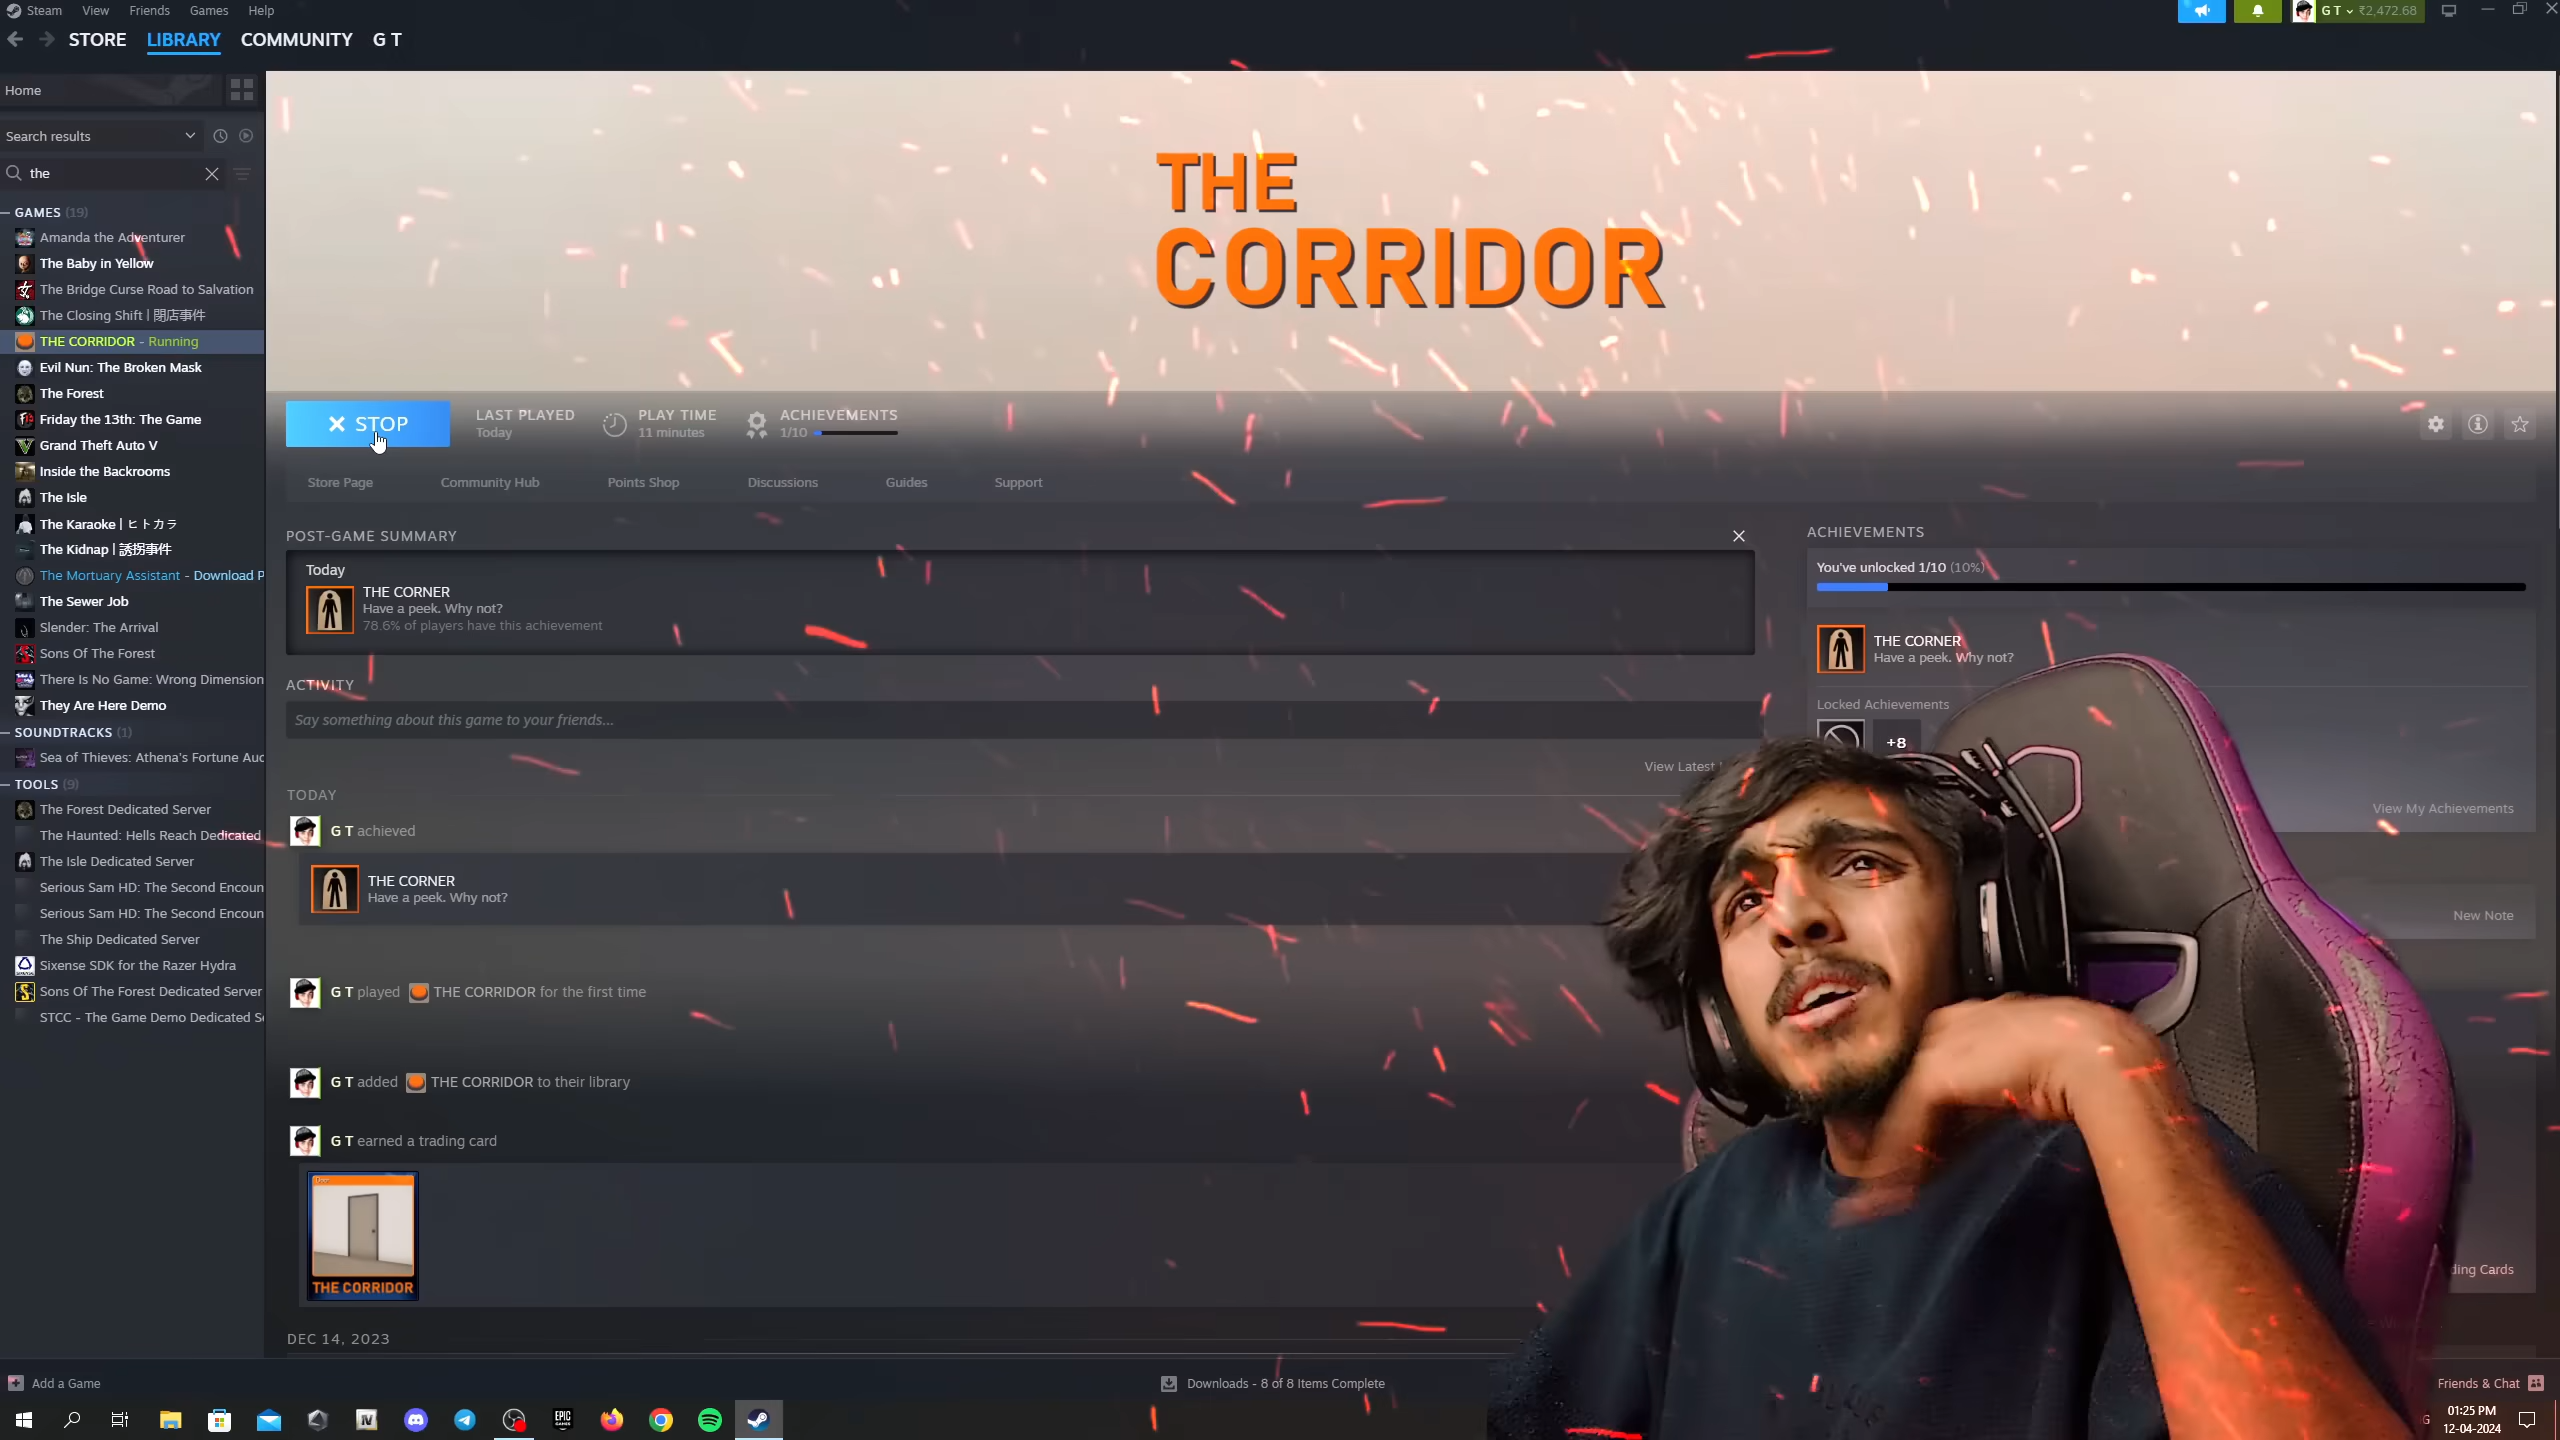 Steam View Friends Games Help
G T ₹2,472.68
STORE LIBRARY COMMUNITY G T
Home
Search results
the
GAMES (19)
Amanda the Adventurer
The Baby in Yellow
The Bridge Curse Road to Salvation
The Closing Shift | 閉店事件
THE CORRIDOR - Running
Evil Nun: The Broken Mask
The Forest
Friday the 13th: The Game
Grand Theft Auto V
Inside the Backrooms
The Isle
The Karaoke | ヒトカラ
The Kidnap | 誘拐事件
The Mortuary Assistant - Download P
The Sewer Job
Slender: The Arrival
Sons Of The Forest
There Is No Game: Wrong Dimension
They Are Here Demo
SOUNDTRACKS (1)
Sea of Thieves: Athena's Fortune Auc
TOOLS (9)
The Forest Dedicated Server
The Haunted: Hells Reach Dedicated
The Isle Dedicated Server
Serious Sam HD: The Second Encoun
Serious Sam HD: The Second Encoun
The Ship Dedicated Server
Sixense SDK for the Razer Hydra
Sons Of The Forest Dedicated Server
STCC - The Game Demo Dedicated Se
THE
CORRIDOR
STOP
LAST PLAYED
Today
PLAY TIME
11 minutes
ACHIEVEMENTS
1/10
Store Page Community Hub Points Shop Discussions Guides Support
POST-GAME SUMMARY
Today
THE CORNER
Have a peek. Why not?
78.6% of players have this achievement
ACTIVITY
Say something about this game to your friends...
View Latest
TODAY
G T achieved
THE CORNER
Have a peek. Why not?
G T played THE CORRIDOR for the first time
G T added THE CORRIDOR to their library
G T earned a trading card
Door
THE CORRIDOR
DEC 14, 2023
ACHIEVEMENTS
You've unlocked 1/10 (10%)
THE CORNER
Have a peek. Why not?
Locked Achievements
+8
View My Achievements
New Note
ding Cards
Add a Game
Downloads - 8 of 8 Items Complete
Friends & Chat
EPIC
GAMES
01:25 PM
12-04-2024